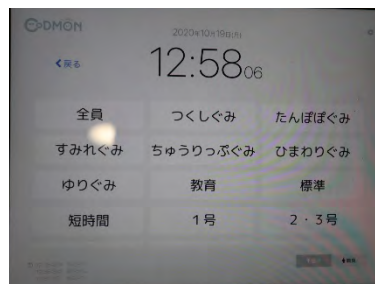 CODMON
2020年10月19日(月)
<戻る
12:58 06
全員 つくしぐみ たんぽぽぐみ
すみれぐみ ちゅうりっぷぐみ ひまわりぐみ
ゆりぐみ 教育 標準
短時間 1号 2・3号